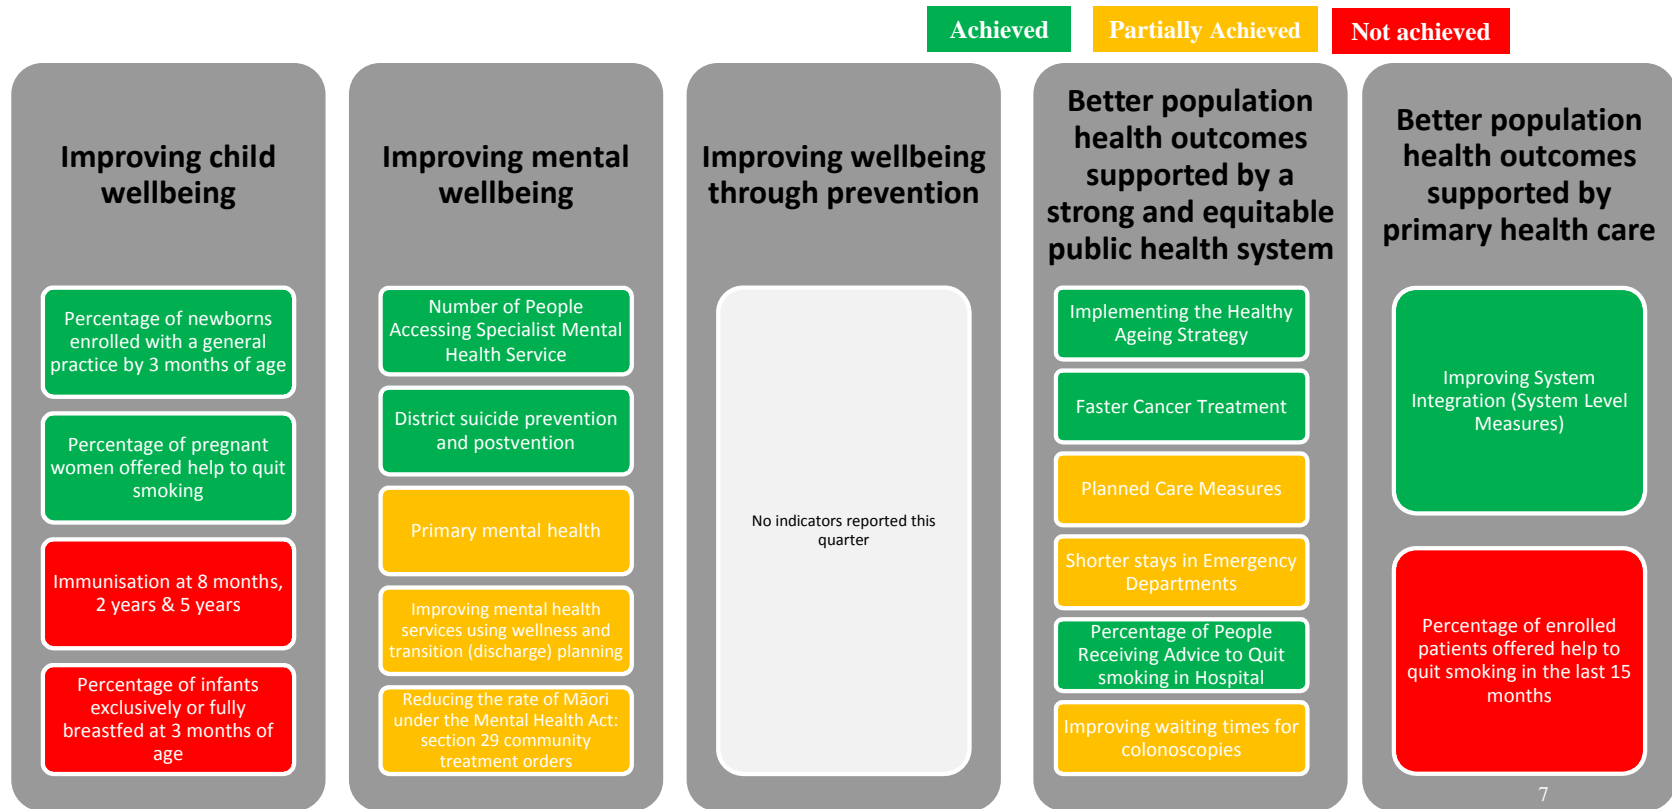 Achieved
Partially Achieved
Not achieved
Improving child
wellbeing
Percentage of newborns
enrolled with a general
practice by 3 months of age
Percentage of pregnant
women offered help to quit
smoking
Immunisation at 8 months,
2 years & 5 years
Percentage of infants
exclusively or fully
breastfed at 3 months of
age
Improving mental
wellbeing
Number of People
Accessing Specialist Mental
Health Service
District suicide prevention
and postvention
Primary mental health
Improving mental health
services using wellness and
transition (discharge) planning
Reducing the rate of Māori
under the Mental Health Act:
section 29 community
treatment orders
Improving wellbeing
through prevention
No indicators reported this
quarter
Better population
health outcomes
supported by a
strong and equitable
public health system
Implementing the Healthy
Ageing Strategy
Faster Cancer Treatment
Planned Care Measures
Shorter stays in Emergency
Departments
Percentage of People
Receiving Advice to Quit
smoking in Hospital
Improving waiting times for
colonoscopies
Better population
health outcomes
supported by
primary health care
Improving System
Integration (System Level
Measures)
Percentage of enrolled
patients offered help to
quit smoking in the last 15
months
7